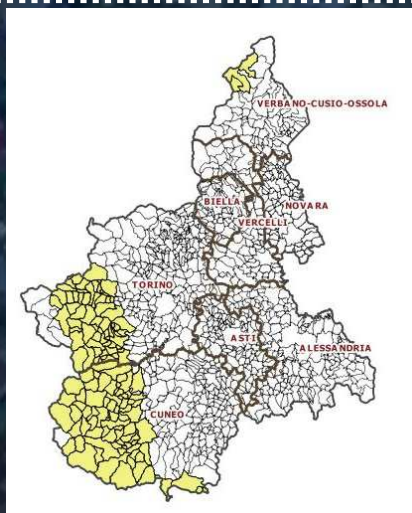 VERBANO-CUSIO-OSSOLA
BIELLA
NOVARA
VERCELLI
TORINO
ASTI
ALESSANDRIA
CUNEO